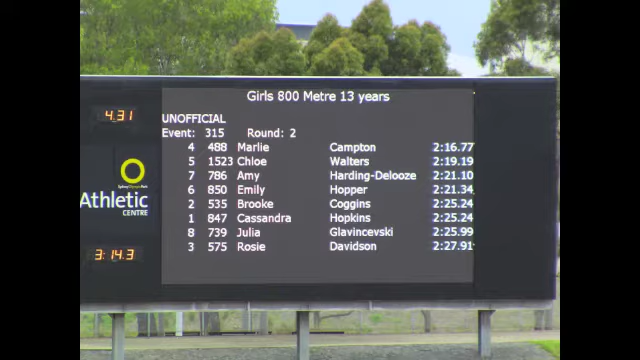 Girls 800 Metre 13 years
4.31
UNOFFICIAL
Event: 315 Round: 2
4 488 Marlie Campton 2:16.77
5 1523 Chloe Walters 2:19.19
7 786 Amy Harding-Delooze 2:21.10
6 850 Emily Hopper 2:21.34
2 535 Brooke Coggins 2:25.24
1 847 Cassandra Hopkins 2:25.24
8 739 Julia Glavincevski 2:25.99
3 575 Rosie Davidson 2:27.91
Sydney Olympic Park
Athletic
CENTRE
3:14.3